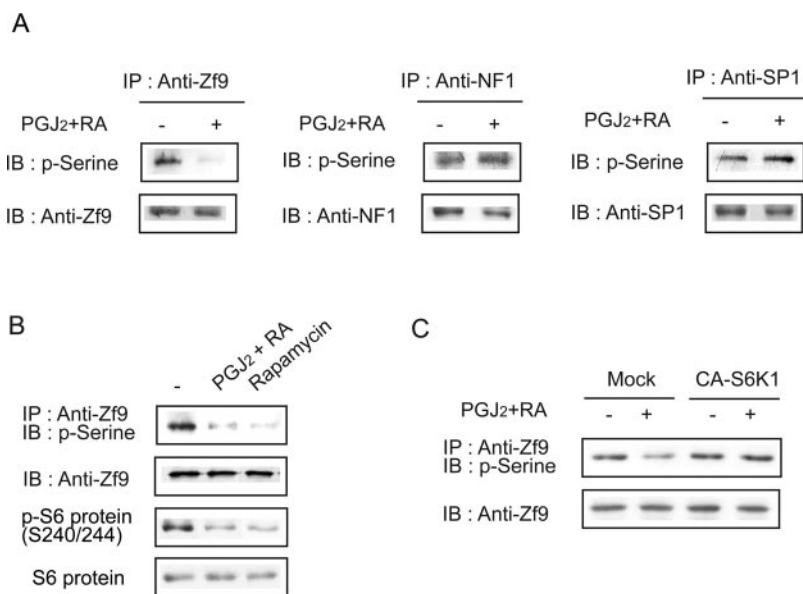 A
IP : Anti-Zf9
IP : Anti-NF1
IP : Anti-SP1
PGJ2+RA - +
PGJ2+RA - +
PGJ2+RA - +
IB : p-Serine
IB : p-Serine
IB : p-Serine
IB : Anti-Zf9
IB : Anti-NF1
IB : Anti-SP1
B
- PGJ2 + RA Rapamycin
IP : Anti-Zf9
IB : p-Serine
IB : Anti-Zf9
p-S6 protein
(S240/244)
S6 protein
C
Mock CA-S6K1
PGJ2+RA - + - +
IP : Anti-Zf9
IB : p-Serine
IB : Anti-Zf9